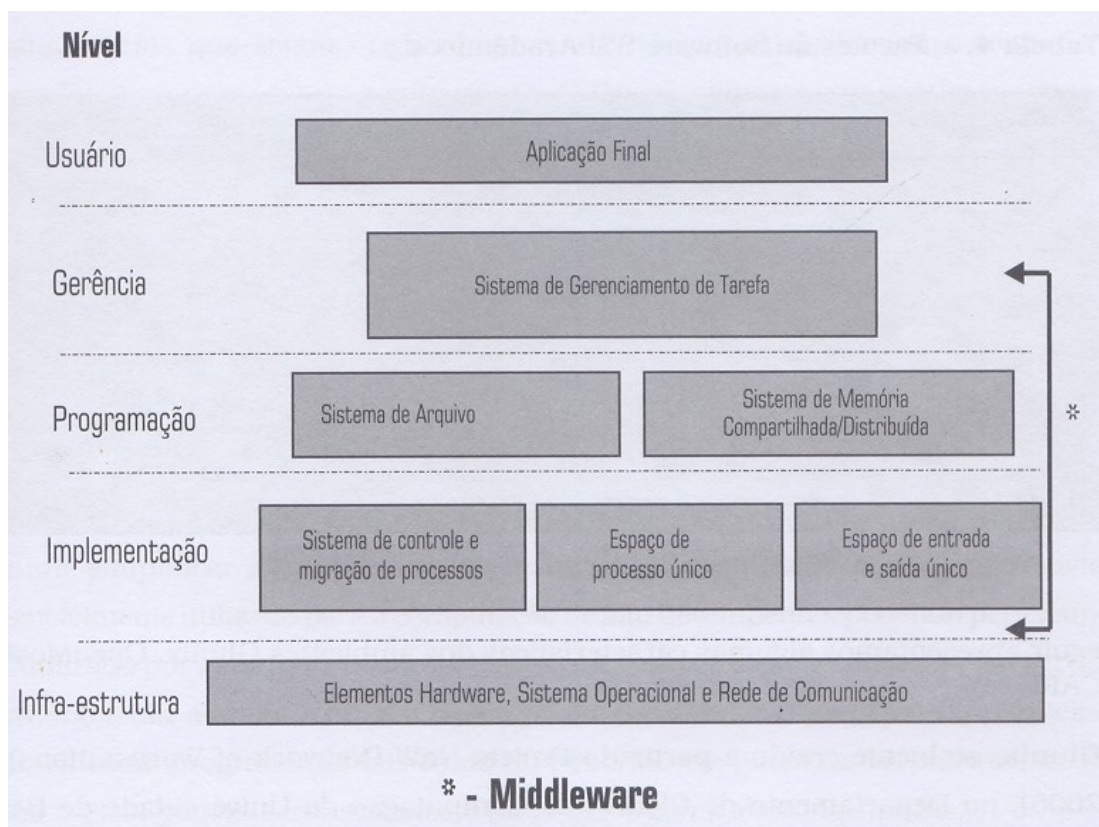 Nível
Usuário
Aplicação Final
Gerência
Sistema de Gerenciamento de Tarefa
Programação
Sistema de Arquivo
Sistema de Memória
Compartilhada/Distribuída
*
Implementação
Sistema de controle e
migração de processos
Espaço de
processo único
Espaço de entrada
e saída único
Infra-estrutura
Elementos Hardware, Sistema Operacional e Rede de Comunicação
* - Middleware